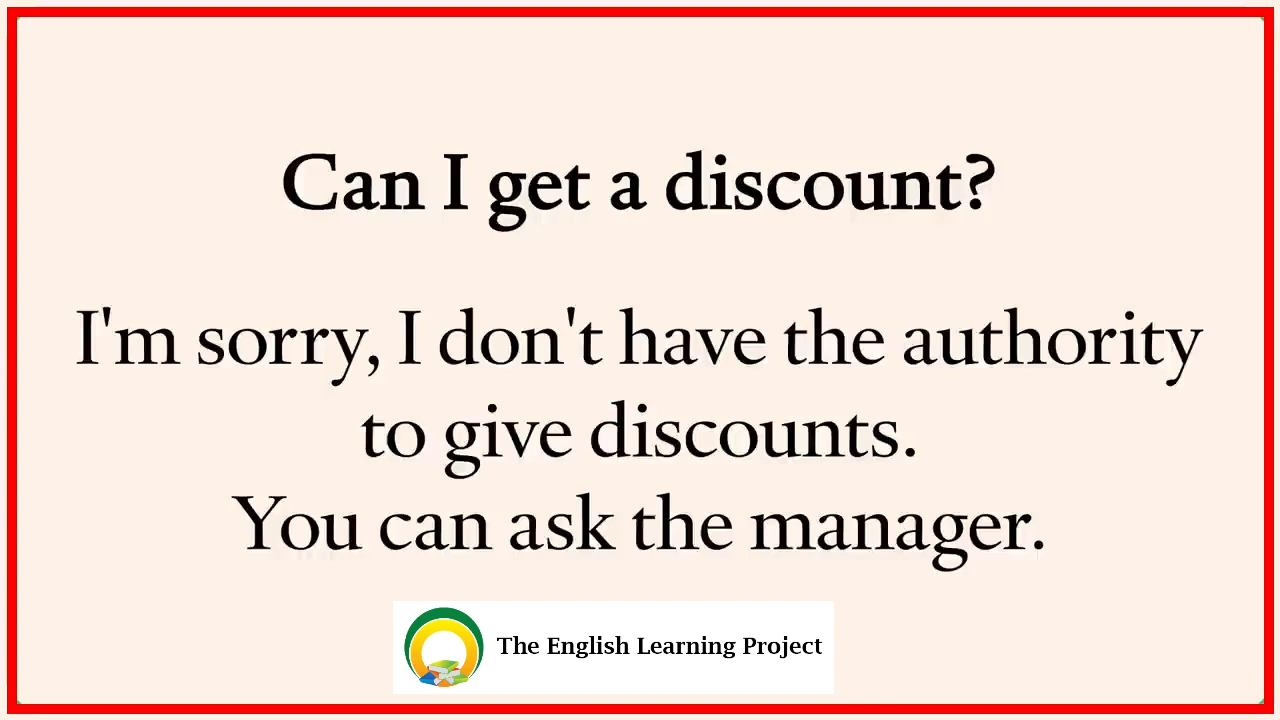 Can I get a discount?
I'm sorry, I don't have the authority
to give discounts.
You can ask the manager.
The English Learning Project